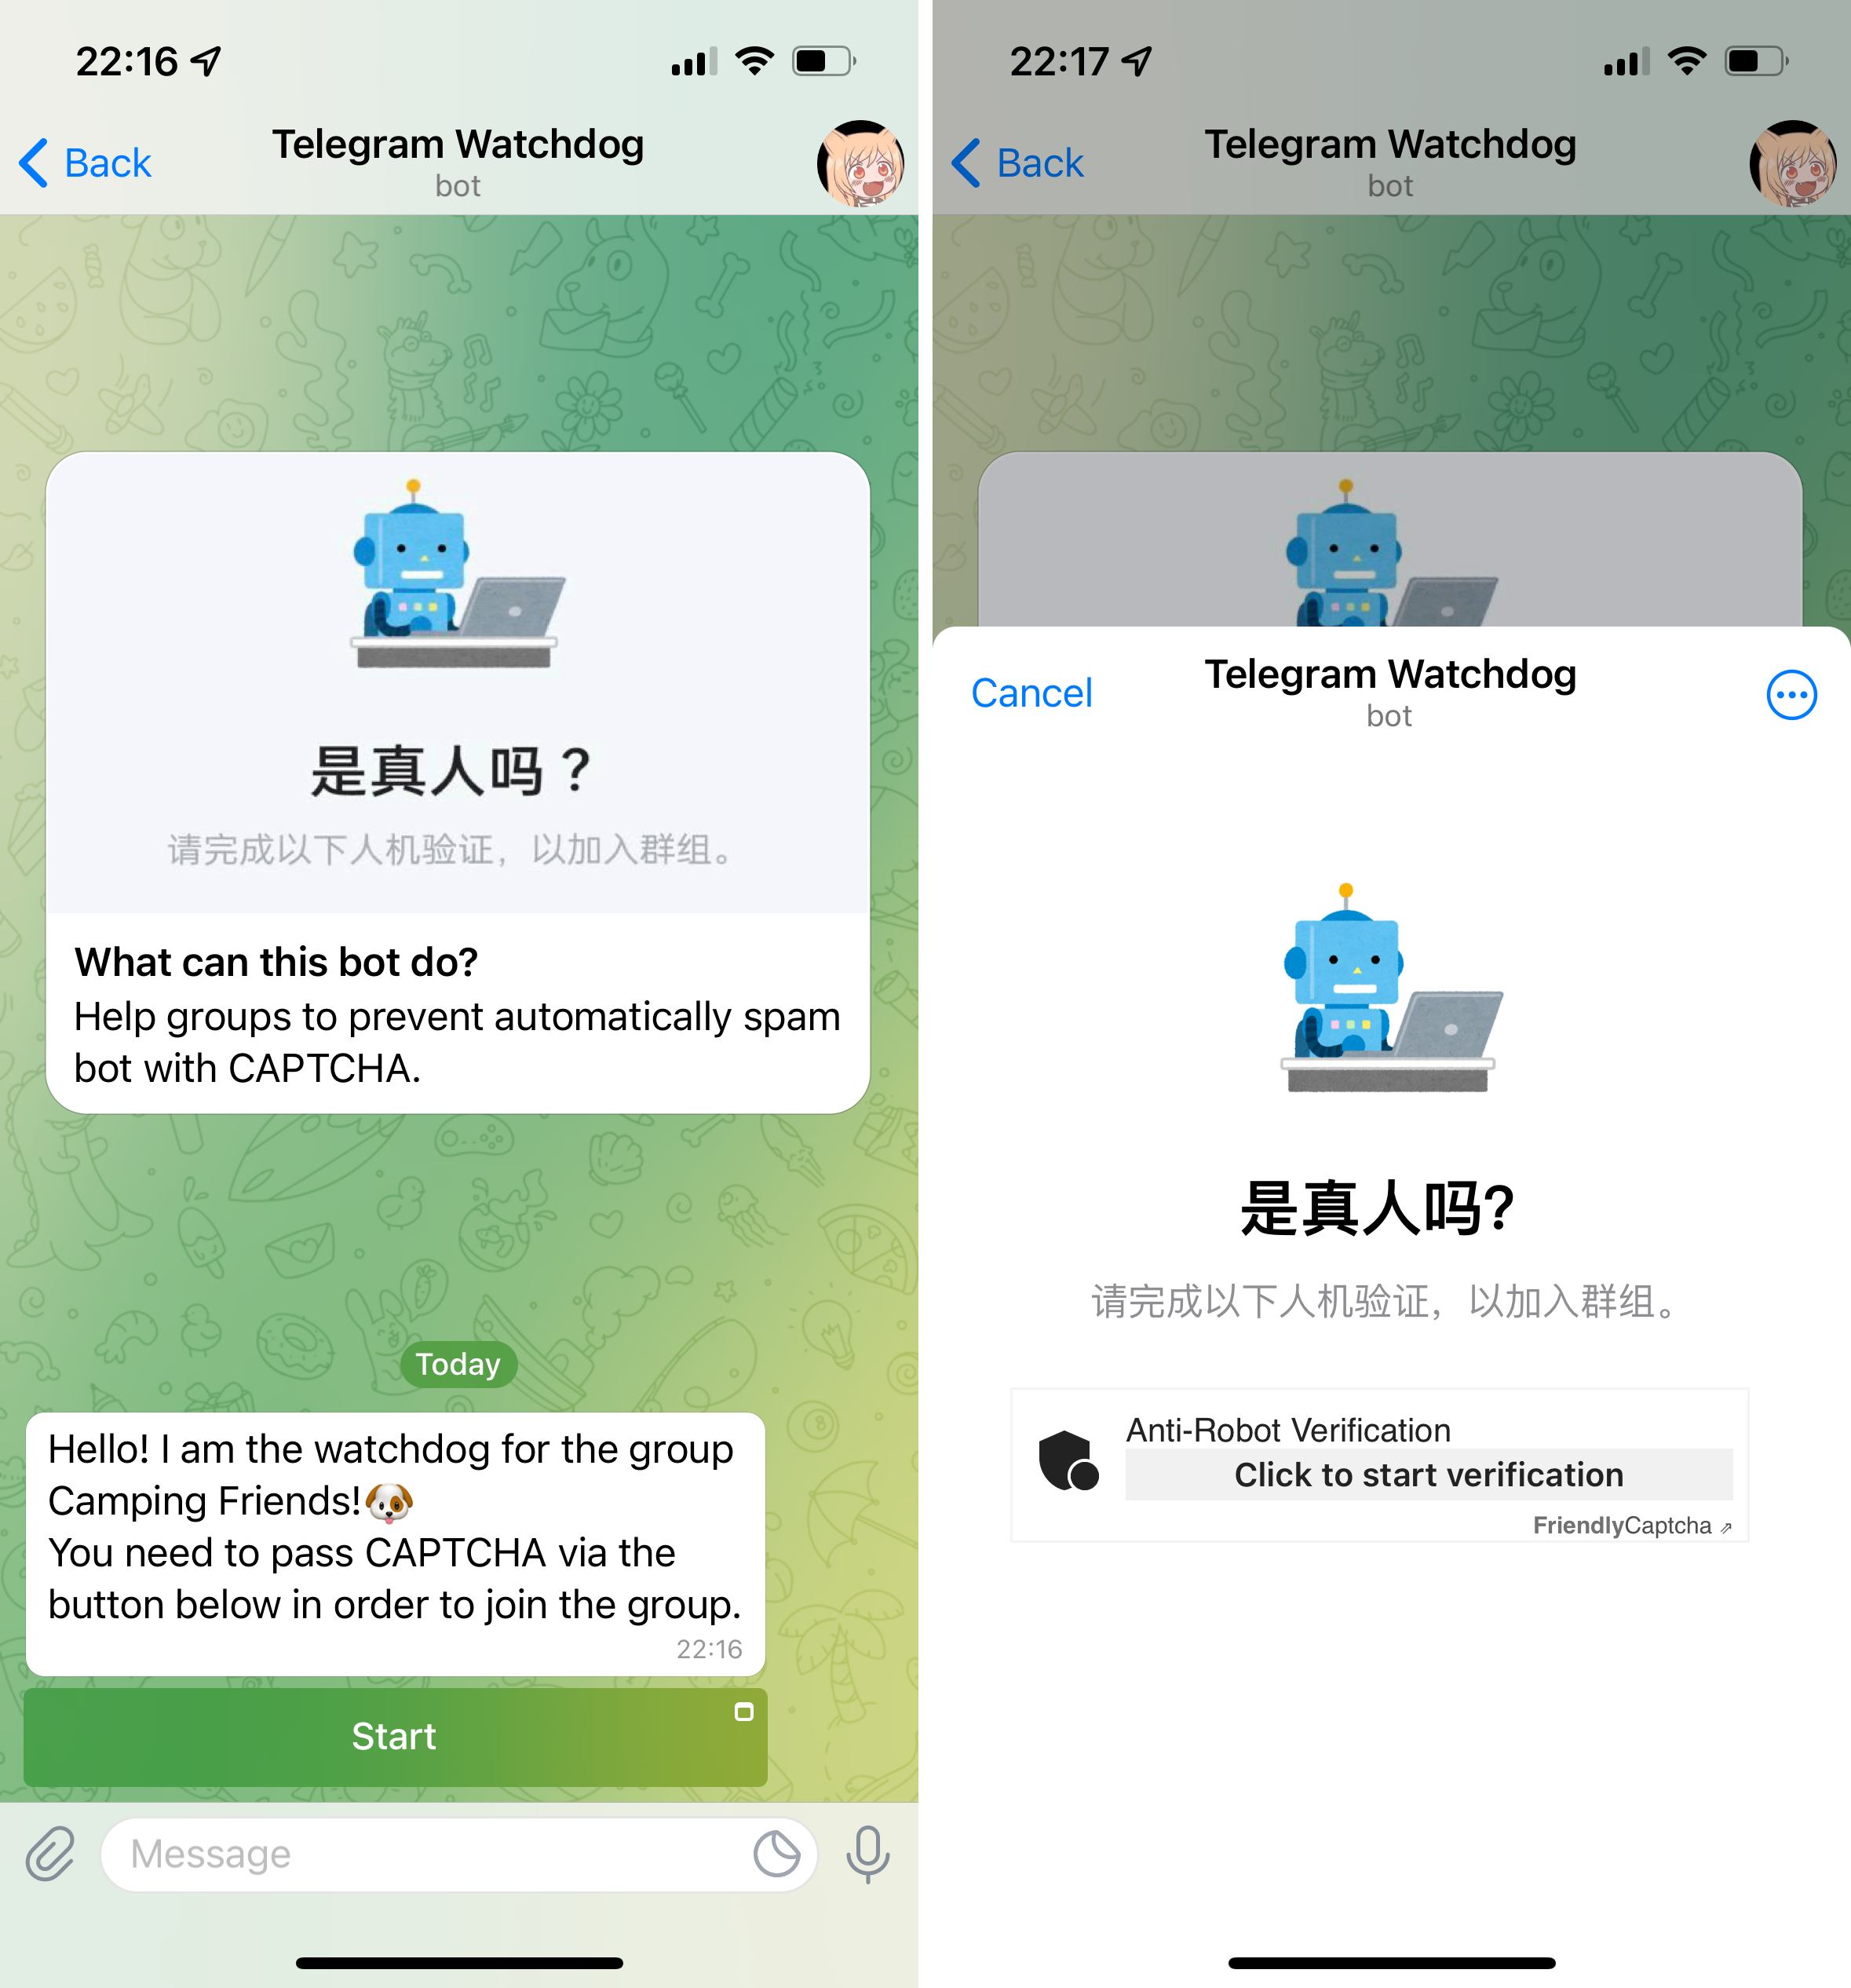 22:16
Back
Telegram Watchdog
bot
是真人吗？
请完成以下人机验证，以加入群组。
What can this bot do?
Help groups to prevent automatically spam
bot with CAPTCHA.
Today
Hello! I am the watchdog for the group
Camping Friends!🐶
You need to pass CAPTCHA via the
button below in order to join the group.
22:16
Start
Message
22:17
Back
Telegram Watchdog
bot
Cancel
Telegram Watchdog
bot
是真人吗?
请完成以下人机验证，以加入群组。
Anti-Robot Verification
Click to start verification
FriendlyCaptcha ⇗